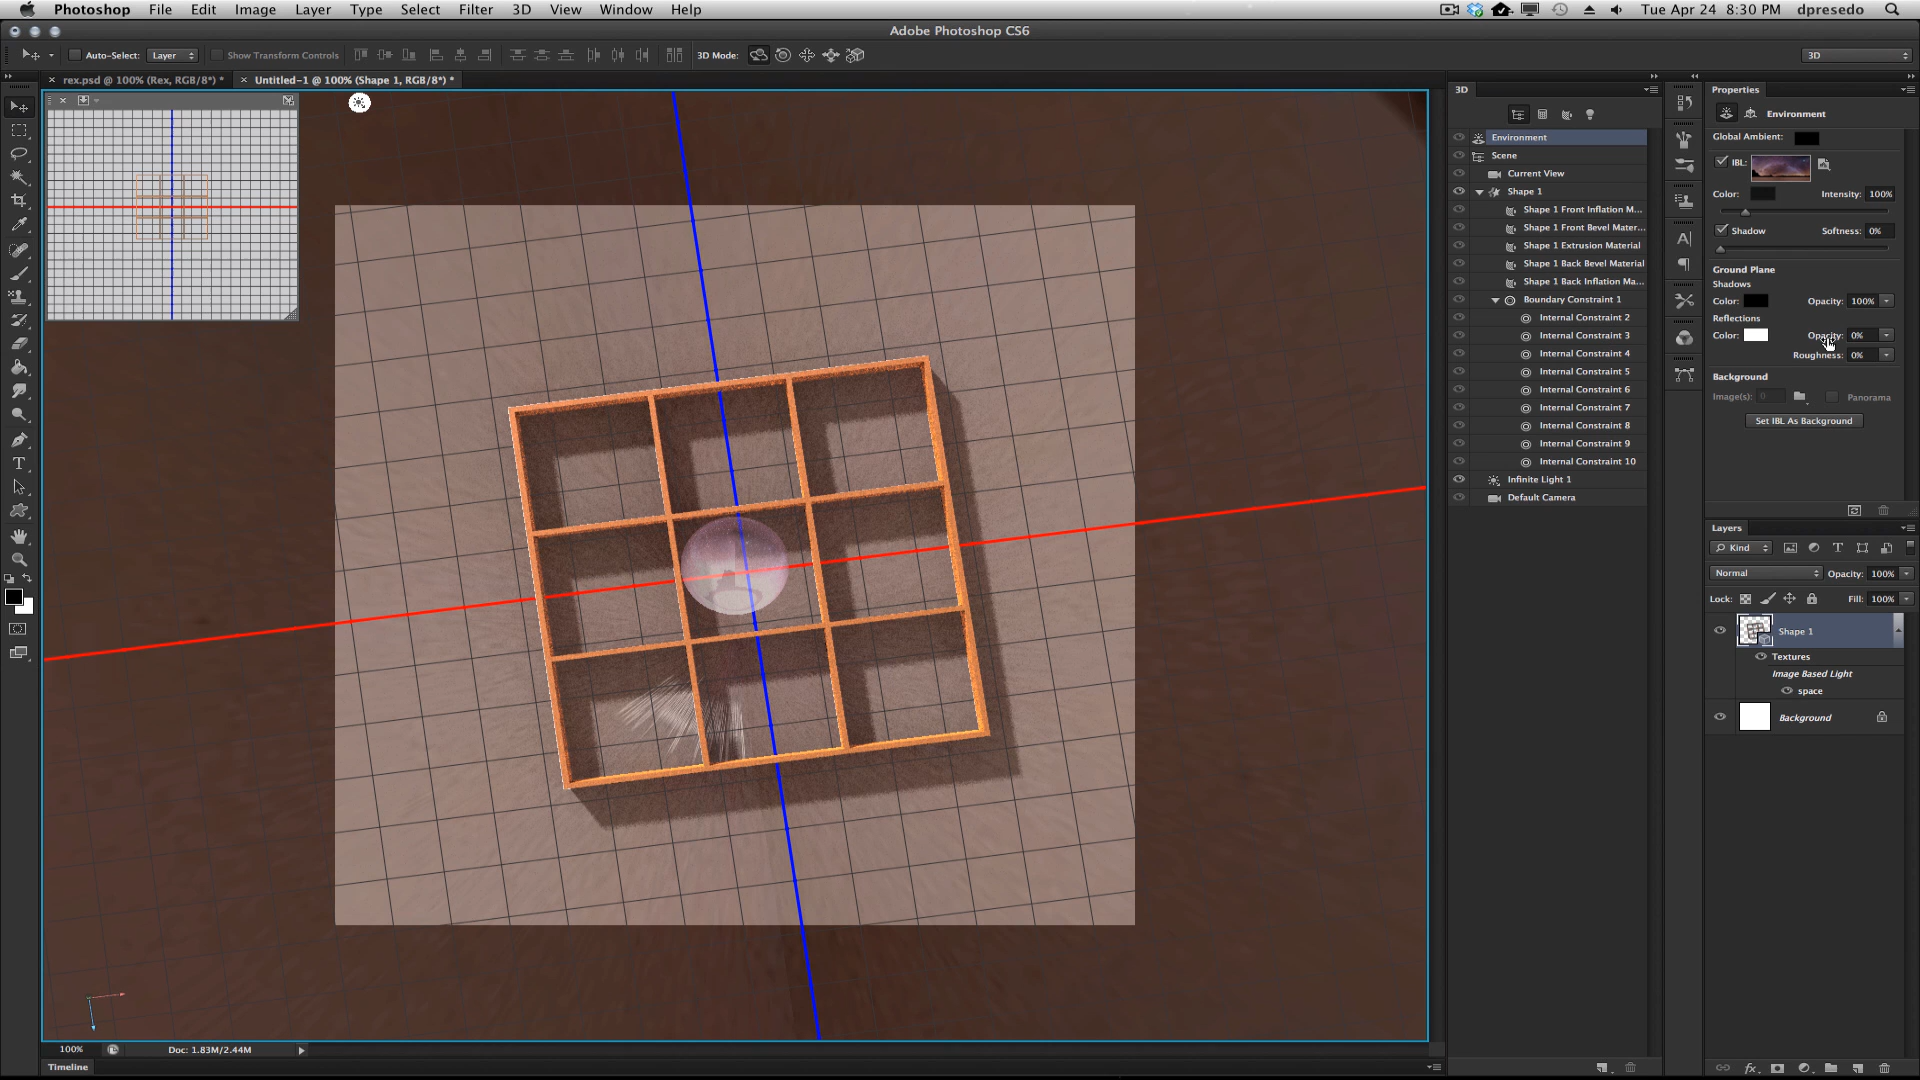 Photoshop File Edit Image Layer Type Select Filter 3D View Window Help Tue Apr 24 8:30 PM dpresedo
Adobe Photoshop CS6
Auto-Select: Layer Show Transform Controls 3D Mode: 3D
rex.psd @ 100% (Rex, RGB/8*) * Untitled-1 @ 100% (Shape 1, RGB/8*) *
3D
Environment
Scene
Current View
Shape 1
Shape 1 Front Inflation M...
Shape 1 Front Bevel Mater...
Shape 1 Extrusion Material
Shape 1 Back Bevel Material
Shape 1 Back Inflation Ma...
Boundary Constraint 1
Internal Constraint 2
Internal Constraint 3
Internal Constraint 4
Internal Constraint 5
Internal Constraint 6
Internal Constraint 7
Internal Constraint 8
Internal Constraint 9
Internal Constraint 10
Infinite Light 1
Default Camera
Properties
Environment
Global Ambient:
IBL:
Color: Intensity: 100%
Shadow Softness: 0%
Ground Plane
Shadows
Color: Opacity: 100%
Reflections
Color: Opacity: 0%
Roughness: 0%
Background
Image(s): 0 Panorama
Set IBL As Background
Layers
Kind
Normal Opacity: 100%
Lock: Fill: 100%
Shape 1
Textures
Image Based Light
space
Background
100% Doc: 1.83M/2.44M
Timeline